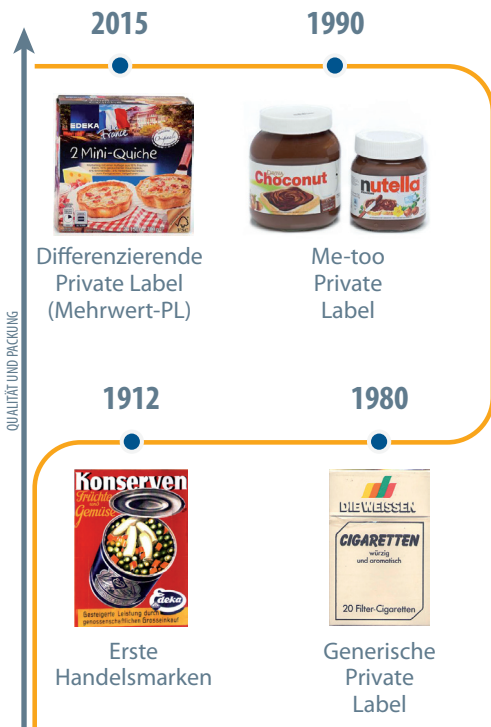 2015
1990
EDEKA
France
2 Mini-Quiche
Choconut
nutella
Differenzierende
Private Label
(Mehrwert-PL)
Me-too
Private
Label
QUALITÄT UND PACKUNG
1912
1980
Konserven
Früchte
und
Gemüse
Edeka
Gesteigerte Leistung durch
genossenschaftlichen Grosseinkauf
DIE WEISSEN
CIGARETTEN
würzig
und aromatisch
20 Filter-Cigaretten
Erste
Handelsmarken
Generische
Private
Label